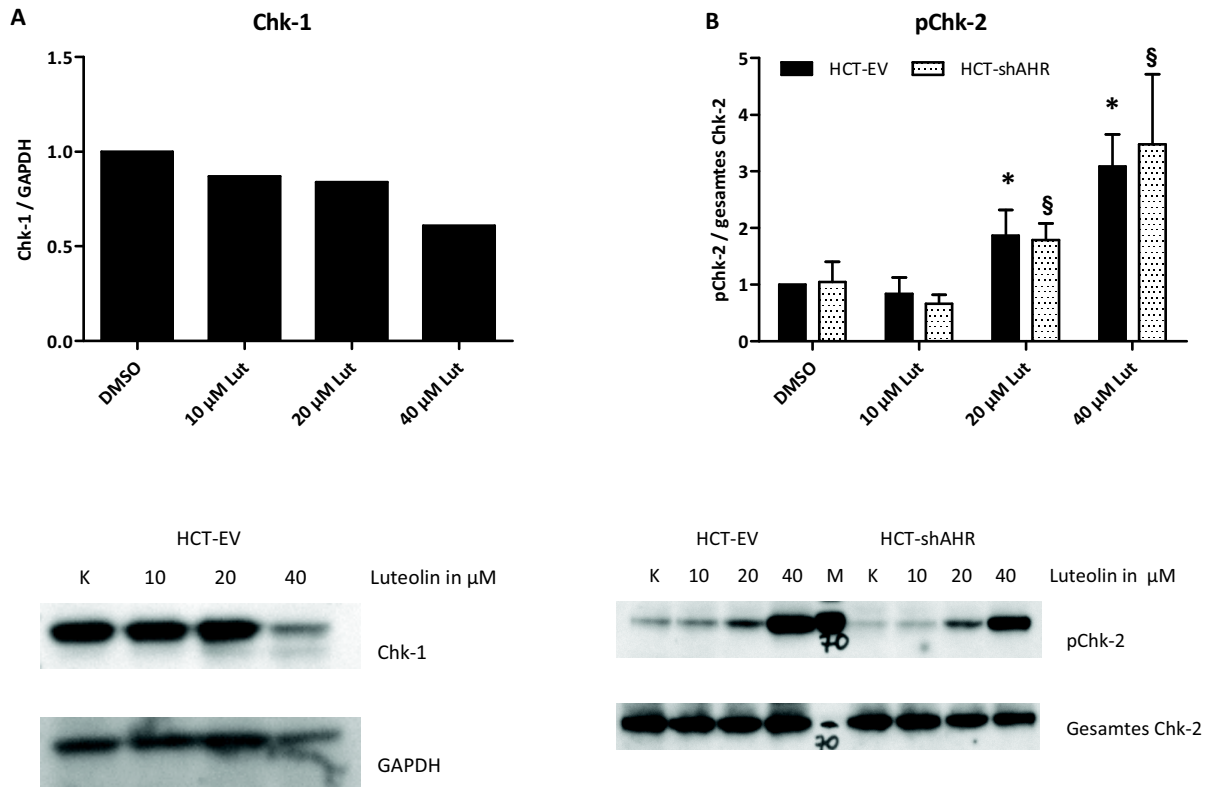 A
Chk-1
Chk-1 / GAPDH
1.5
1.0
0.5
0.0
DMSO
10 µM Lut
20 µM Lut
40 µM Lut
B
pChk-2
HCT-EV
HCT-shAHR
pChk-2 / gesamtes Chk-2
5
4
3
2
1
0
* § * §
DMSO
10 µM Lut
20 µM Lut
40 µM Lut
HCT-EV
K 10 20 40 Luteolin in µM
Chk-1
GAPDH
HCT-EV HCT-shAHR
K 10 20 40 M K 10 20 40 Luteolin in µM
70
pChk-2
70
Gesamtes Chk-2